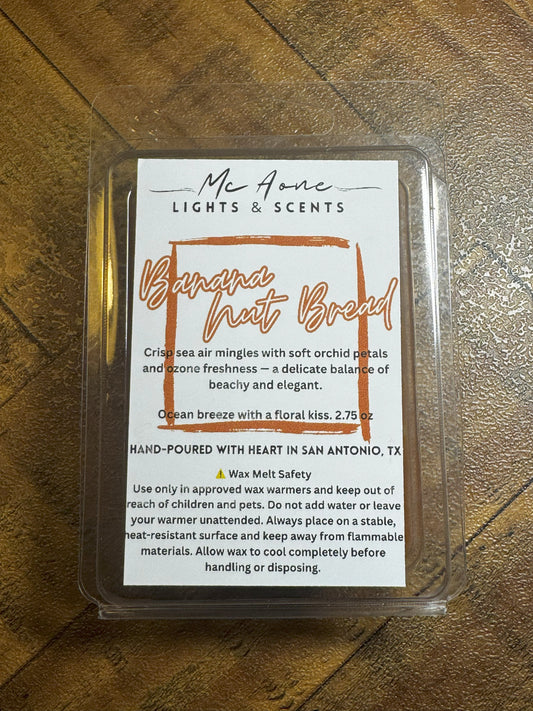 Mc Aone
LIGHTS & SCENTS
Banana
Nut Bread
Crisp sea air mingles with soft orchid petals
and ozone freshness — a delicate balance of
beachy and elegant.
Ocean breeze with a floral kiss. 2.75 oz
HAND-POURED WITH HEART IN SAN ANTONIO, TX
⚠️ Wax Melt Safety
Use only in approved wax warmers and keep out of
reach of children and pets. Do not add water or leave
your warmer unattended. Always place on a stable,
heat-resistant surface and keep away from flammable
materials. Allow wax to cool completely before
handling or disposing.